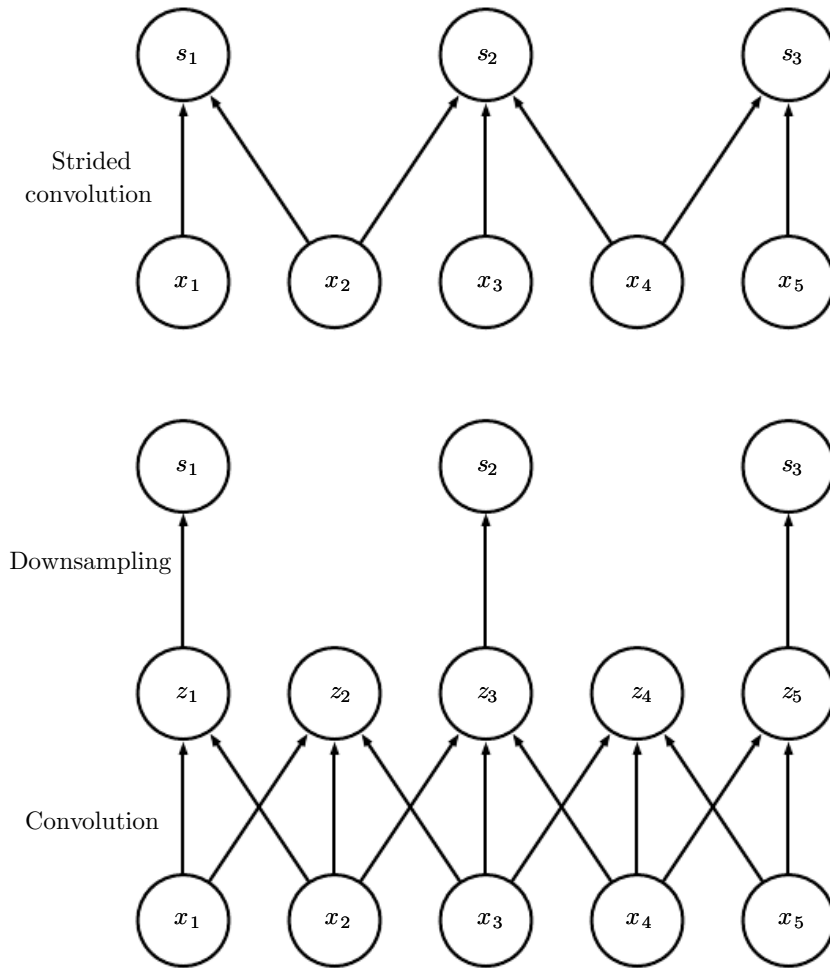 s₁ s₂ s₃
Strided
convolution
x₁ x₂ x₃ x₄ x₅
s₁ s₂ s₃
Downsampling
z₁ z₂ z₃ z₄ z₅
Convolution
x₁ x₂ x₃ x₄ x₅